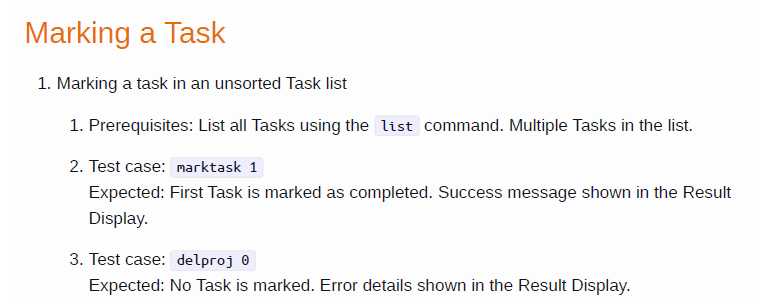 Marking a Task
1. Marking a task in an unsorted Task list
1. Prerequisites: List all Tasks using the list command. Multiple Tasks in the list.
2. Test case: marktask 1
Expected: First Task is marked as completed. Success message shown in the Result
Display.
3. Test case: delproj 0
Expected: No Task is marked. Error details shown in the Result Display.